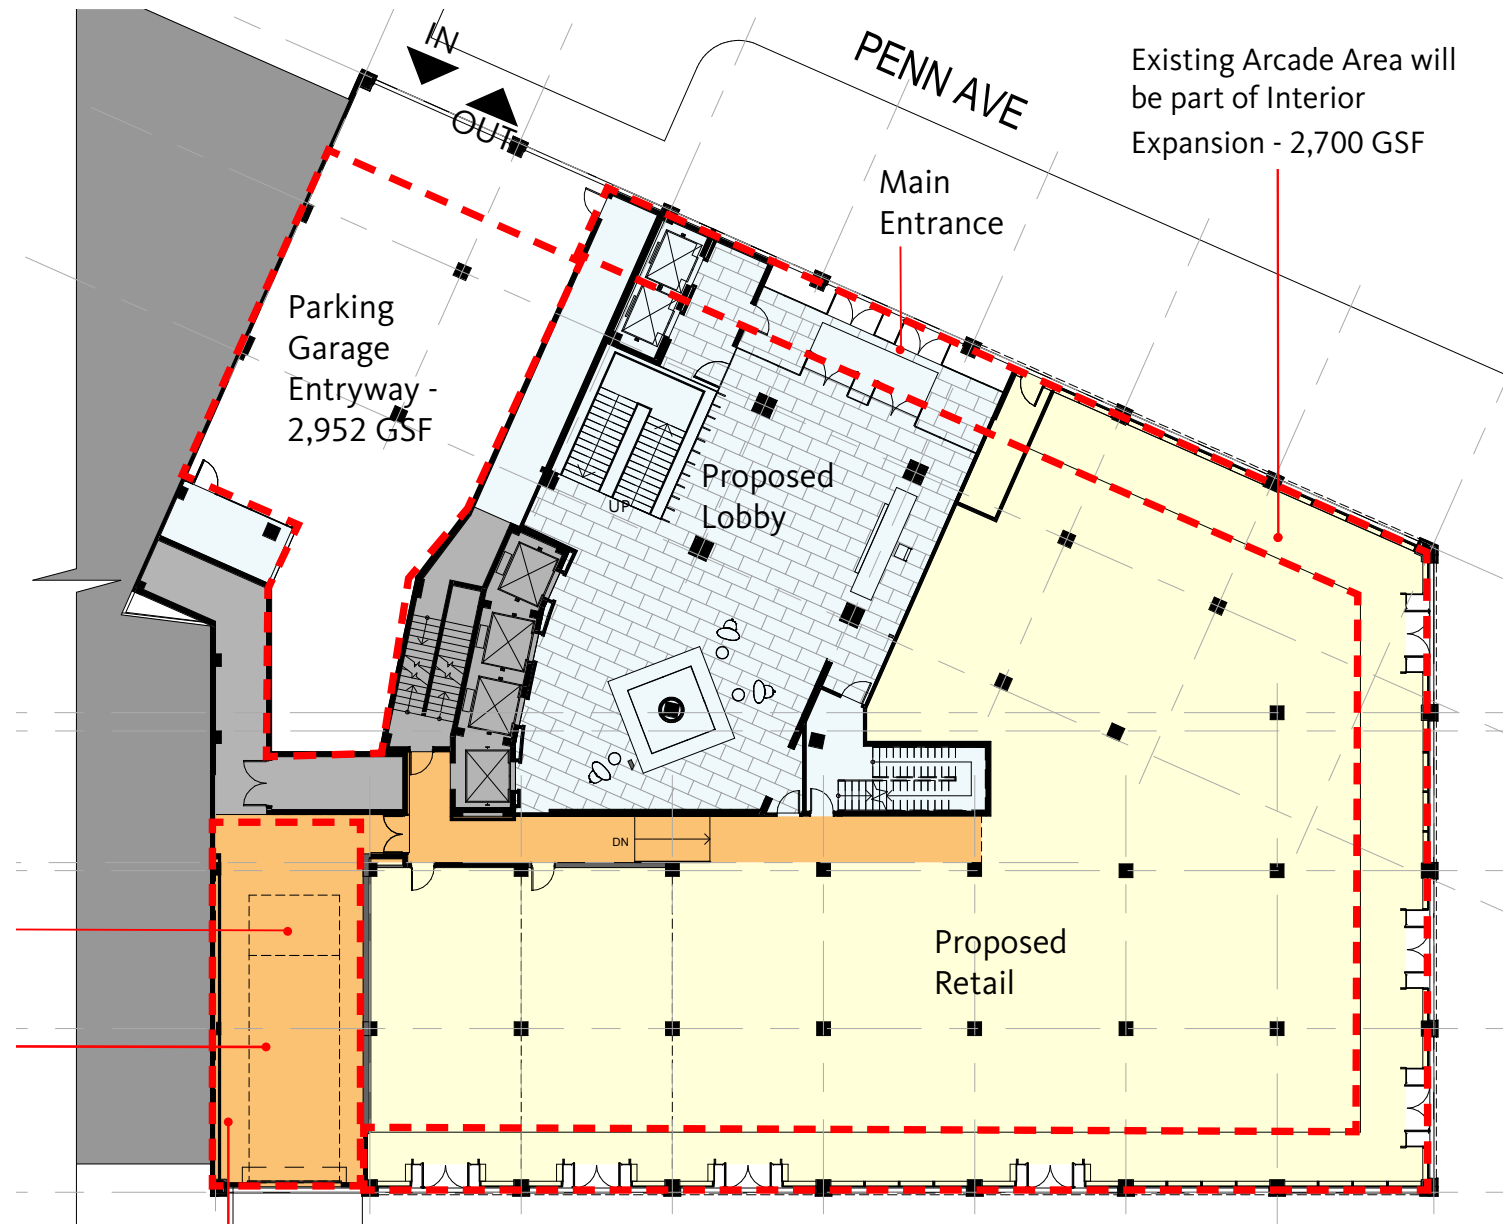 IN
OUT
PENN AVE
Existing Arcade Area will
be part of Interior
Expansion - 2,700 GSF
Main
Entrance
Parking
Garage
Entryway -
2,952 GSF
Proposed
Lobby
UP
DN
Proposed
Retail